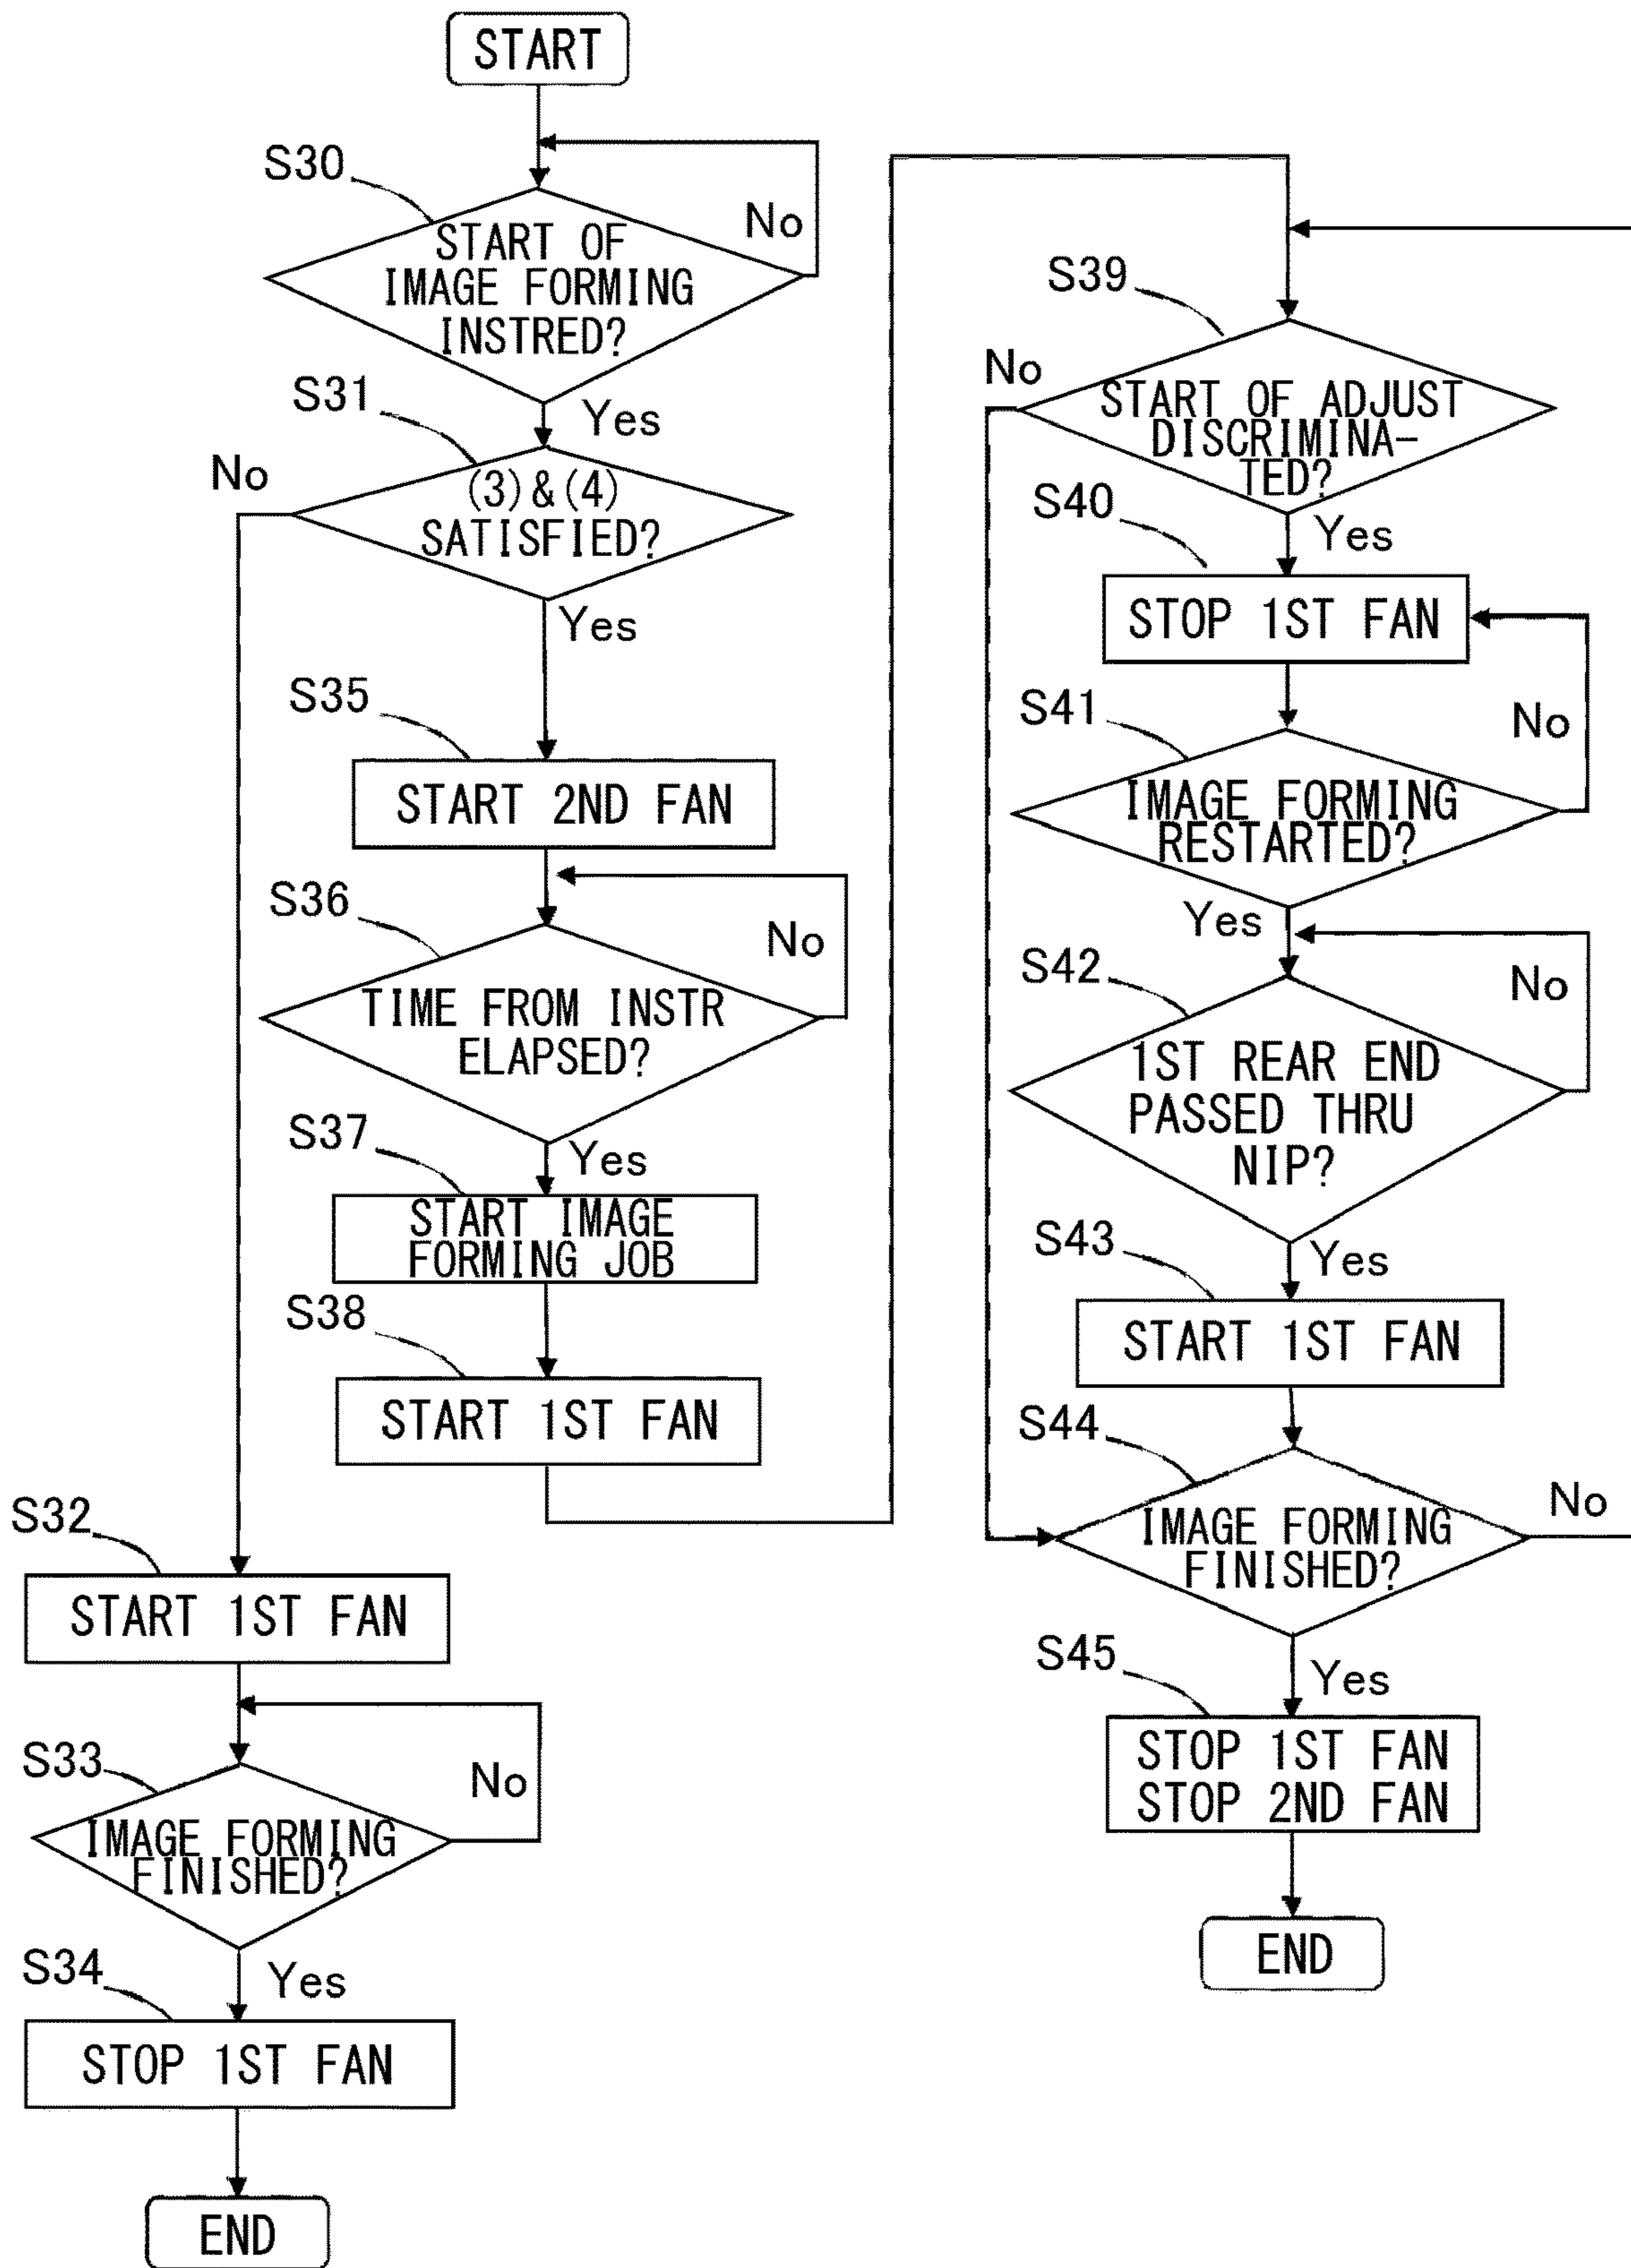 START
S30
No
START OF
IMAGE FORMING
INSTRED?
S31
Yes
No
(3)&(4)
SATISFIED?
Yes
S35
START 2ND FAN
S36
No
TIME FROM INSTR
ELAPSED?
S37
Yes
START IMAGE
FORMING JOB
S38
START 1ST FAN
S32
START 1ST FAN
S33
No
IMAGE FORMING
FINISHED?
S34
Yes
STOP 1ST FAN
END
S39
No
START OF ADJUST
DISCRIMINA-
TED?
S40
Yes
STOP 1ST FAN
S41
No
IMAGE FORMING
RESTARTED?
Yes
S42
No
1ST REAR END
PASSED THRU
NIP?
S43
Yes
START 1ST FAN
S44
No
IMAGE FORMING
FINISHED?
S45
Yes
STOP 1ST FAN
STOP 2ND FAN
END